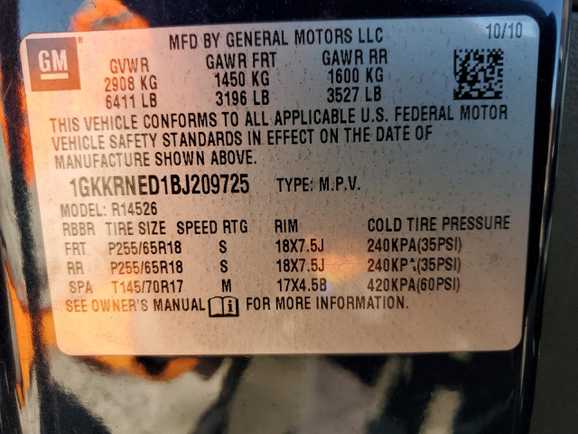 GM
MFD BY GENERAL MOTORS LLC 10/10
GVWR GAWR FRT GAWR RR
2908 KG 1450 KG 1600 KG
6411 LB 3196 LB 3527 LB
THIS VEHICLE CONFORMS TO ALL APPLICABLE U.S. FEDERAL MOTOR
VEHICLE SAFETY STANDARDS IN EFFECT ON THE DATE OF
MANUFACTURE SHOWN ABOVE.
1GKKRNED1BJ209725 TYPE: M.P.V.
MODEL: R14526
RBBR TIRE SIZE SPEED RTG RIM COLD TIRE PRESSURE
FRT P255/65R18 S 18X7.5J 240KPA(35PSI)
RR P255/65R18 S 18X7.5J 240KPA(35PSI)
SPA T145/70R17 M 17X4.5B 420KPA(60PSI)
SEE OWNER'S MANUAL FOR MORE INFORMATION.